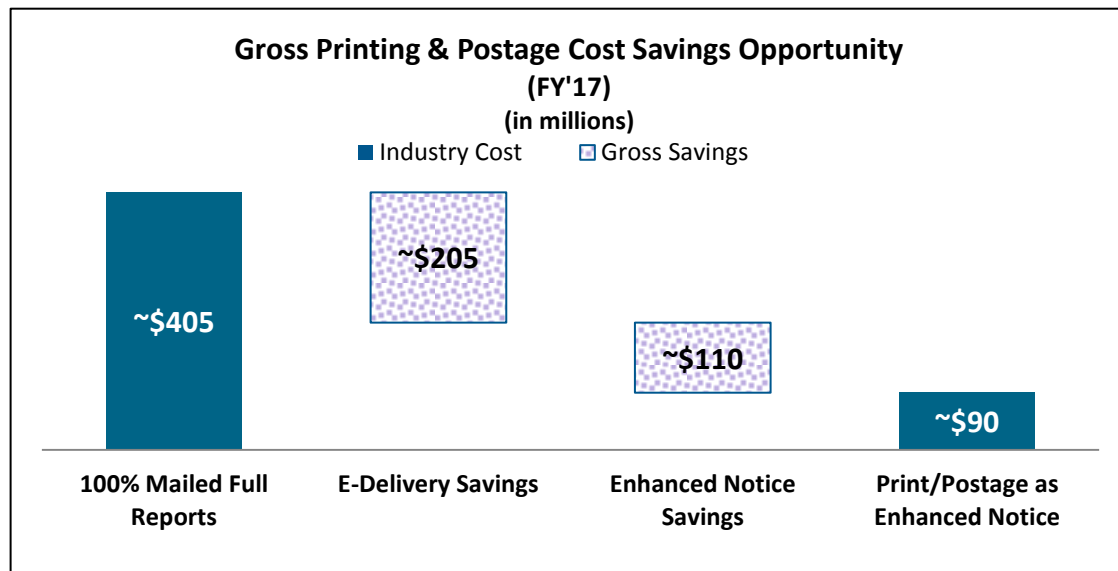 Gross Printing & Postage Cost Savings Opportunity
(FY'17)
(in millions)
Industry Cost
Gross Savings
~$405
~$205
~$110
~$90
100% Mailed Full
Reports
E-Delivery Savings
Enhanced Notice
Savings
Print/Postage as
Enhanced Notice